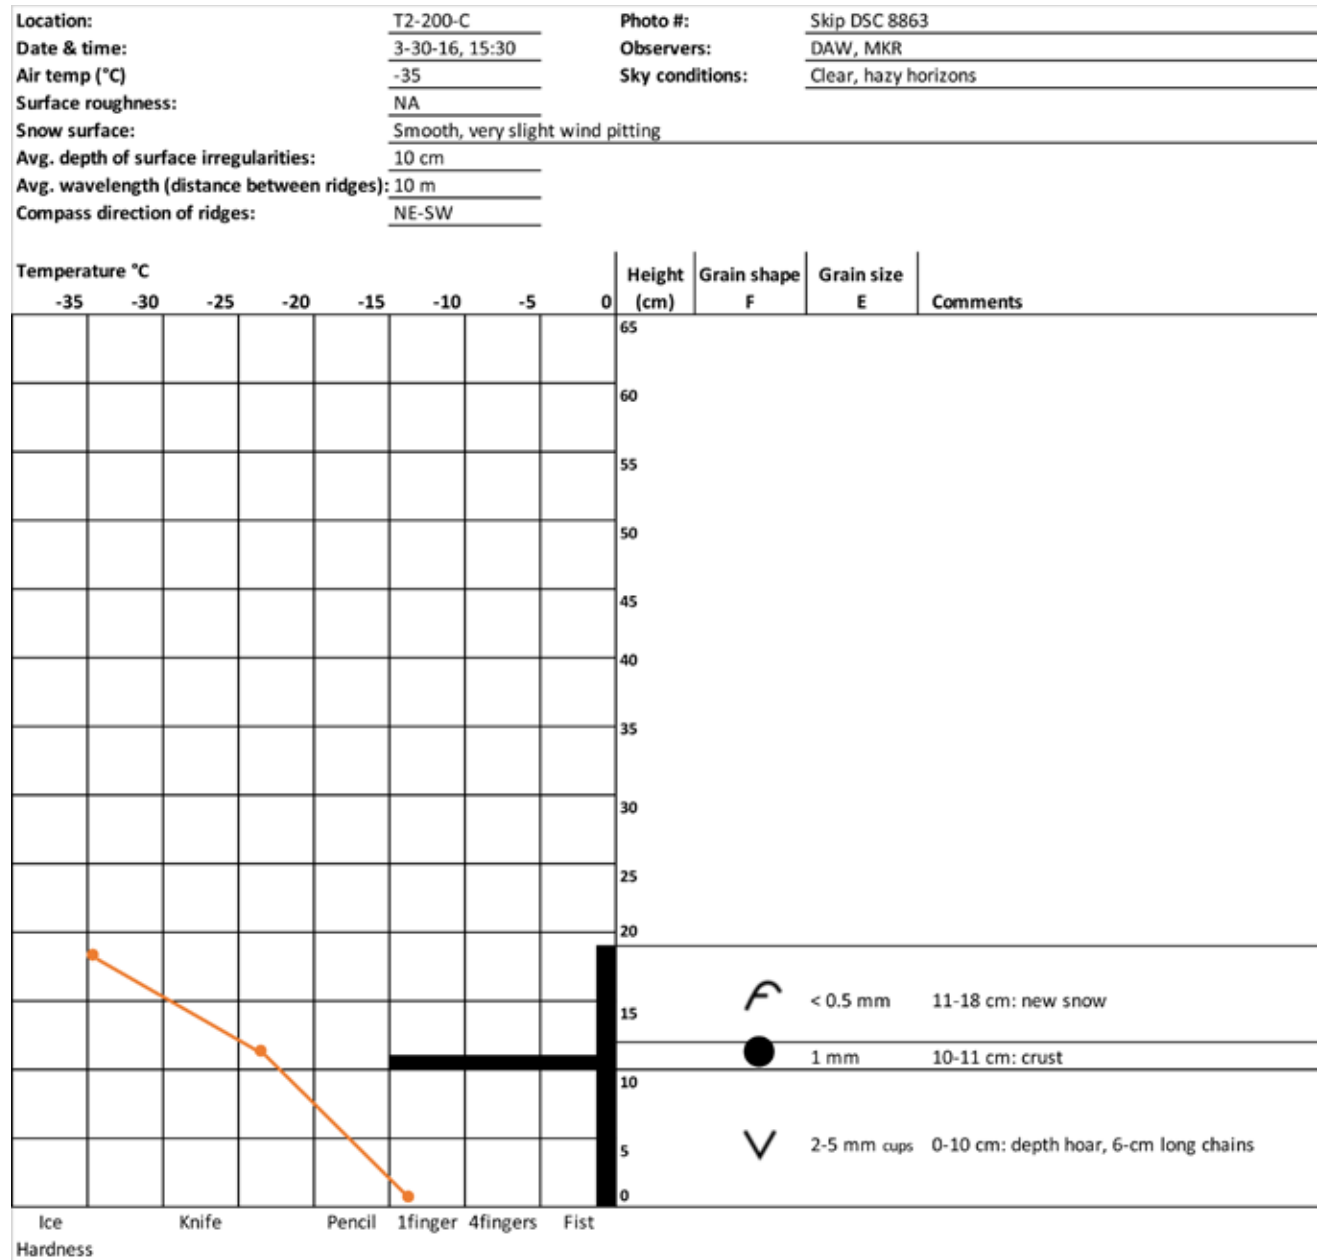 Location: T2-200-C Photo #: Skip DSC 8863
Date & time: 3-30-16, 15:30 Observers: DAW, MKR
Air temp (°C) -35 Sky conditions: Clear, hazy horizons
Surface roughness: NA
Snow surface: Smooth, very slight wind pitting
Avg. depth of surface irregularities: 10 cm
Avg. wavelength (distance between ridges): 10 m
Compass direction of ridges: NE-SW
Temperature °C Height Grain shape Grain size
-35 -30 -25 -20 -15 -10 -5 0 (cm) F E Comments
65
60
55
50
45
40
35
30
25
20
< 0.5 mm 11-18 cm: new snow
15
1 mm 10-11 cm: crust
10
2-5 mm cups 0-10 cm: depth hoar, 6-cm long chains
5
0
Ice Knife Pencil 1finger 4fingers Fist
Hardness